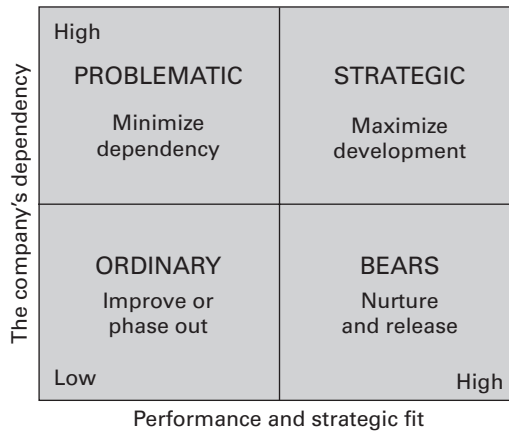 The company's dependency
High
PROBLEMATIC
Minimize
dependency
STRATEGIC
Maximize
development
ORDINARY
Improve or
phase out
BEARS
Nurture
and release
Low
High
Performance and strategic fit